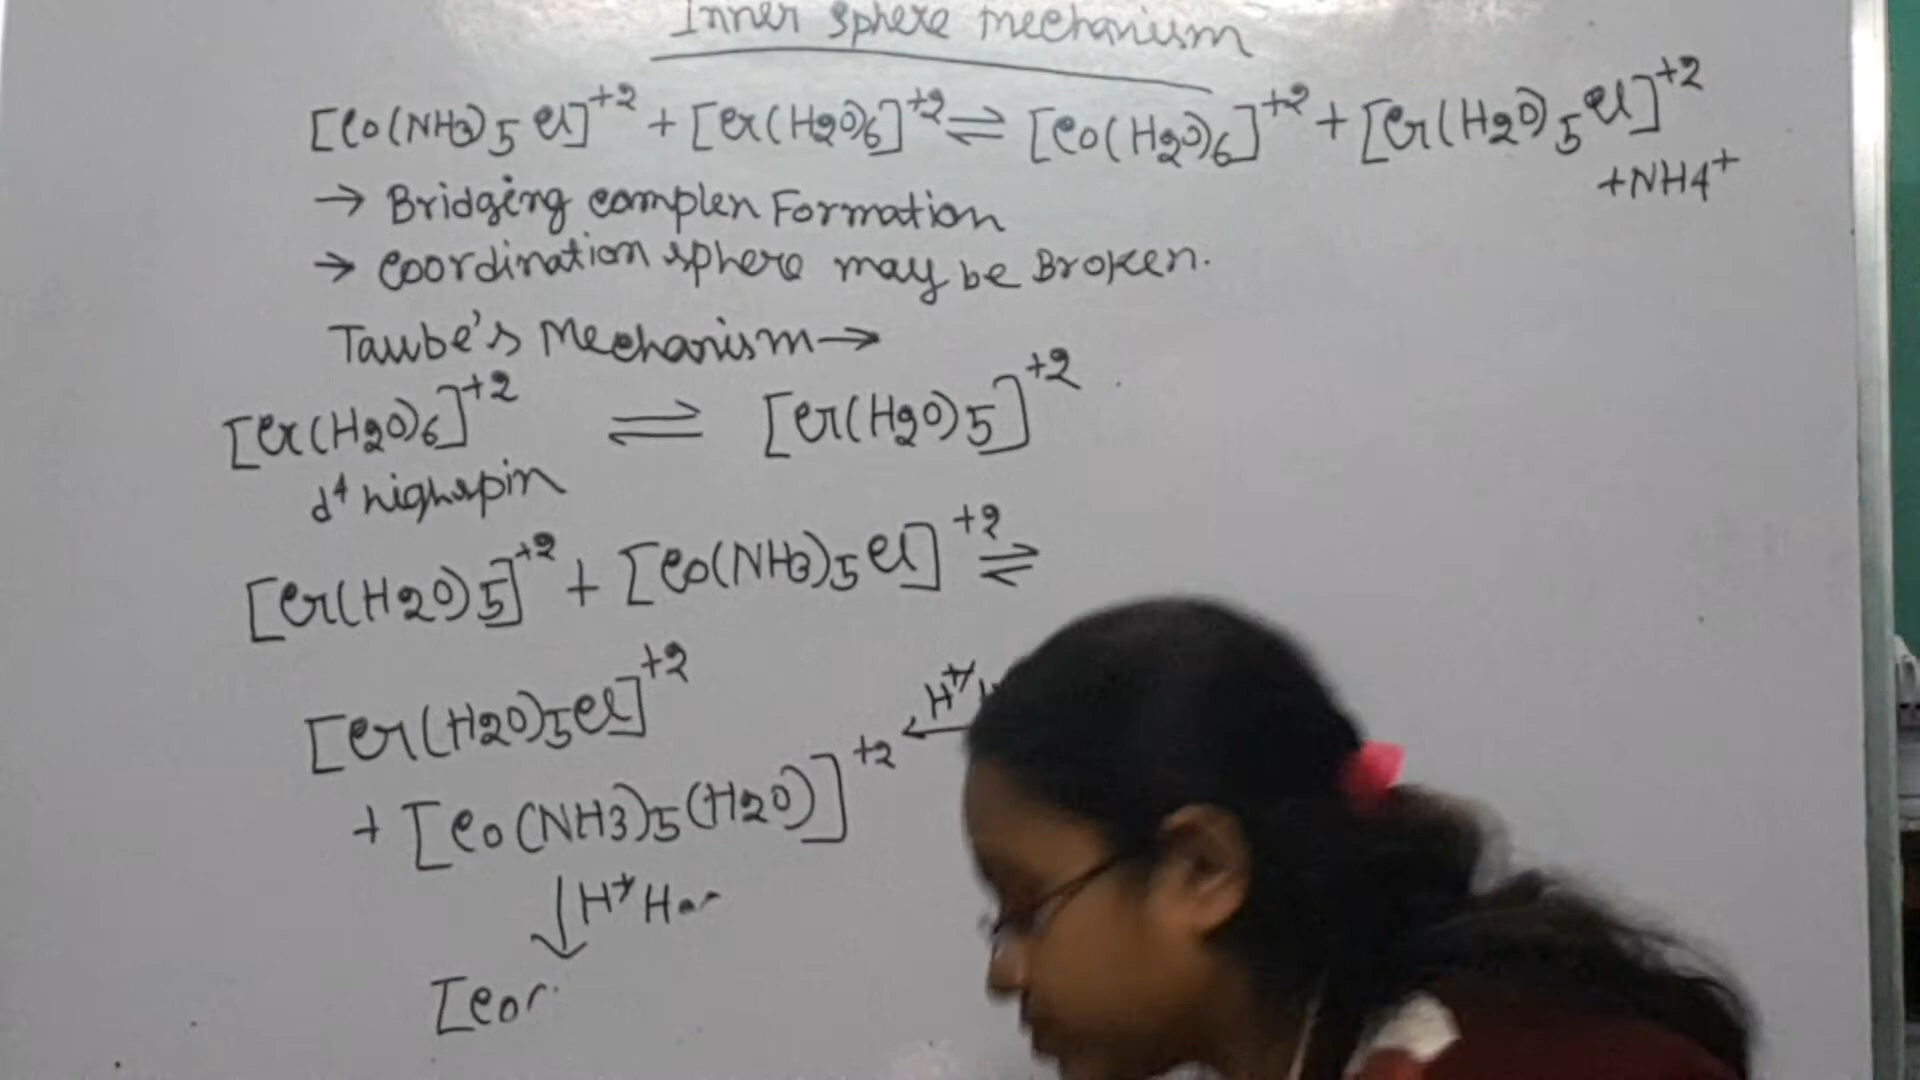 Inner sphere mechanism
[Co(NH3)5Cl]+2 + [Cr(H2O)6]+2 ⇌ [Co(H2O)6]+2 + [Cr(H2O)5Cl]+2
+NH4+
→ Bridging complen Formation
→ coordination sphere may be Broken.
Taube's Mechanism→
[Cr(H2O)6]+2 ⇌ [Cr(H2O)5]+2
d4 highspin
[Cr(H2O)5]+2 + [Co(NH3)5Cl]+2 ⇌
[Cr(H2O)5Cl]+2
← H+/
+ [Co(NH3)5(H2O)]+2
↓ H+
[Co